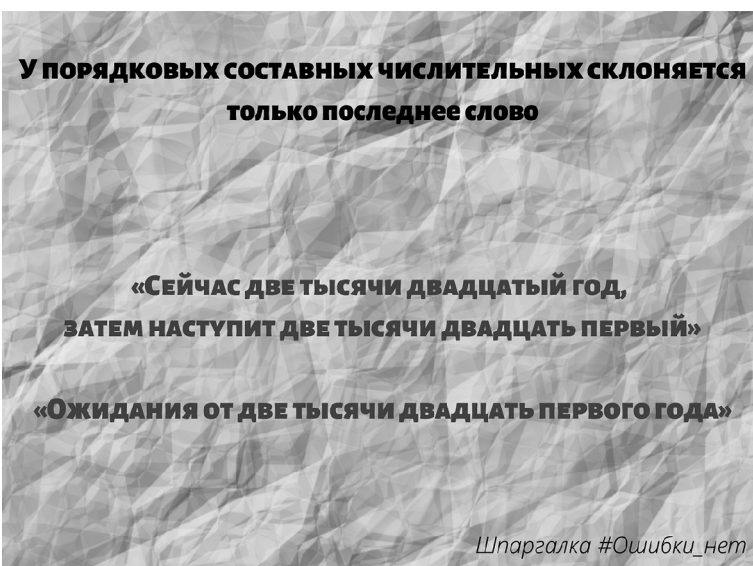 У порядковых составных числительных склоняется
только последнее слово
«Сейчас две тысячи двадцатый год,
затем наступит две тысячи двадцать первый»
«Ожидания от две тысячи двадцать первого года»
Шпаргалка #Ошибки_нет